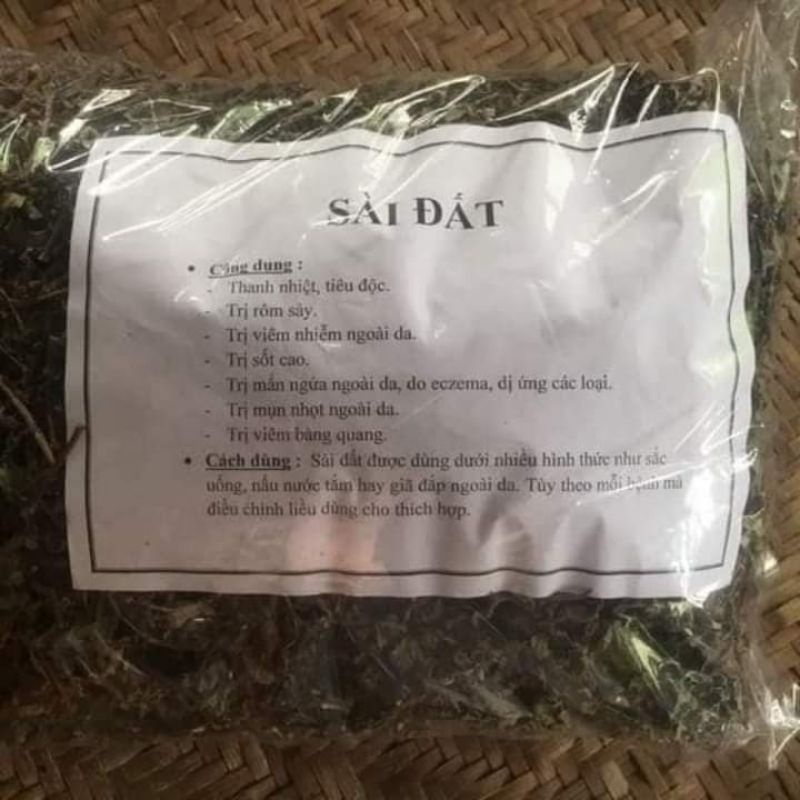 SÀI ĐẤT
• Công dụng :
- Thanh nhiệt, tiêu độc.
- Trị rôm sảy.
- Trị viêm nhiễm ngoài da.
- Trị sốt cao.
- Trị mẩn ngứa ngoài da, do eczema, dị ứng các loại.
- Trị mụn nhọt ngoài da.
- Trị viêm bàng quang.
• Cách dùng : Sài đất được dùng dưới nhiều hình thức như sắc
uống, nấu nước tắm hay giã đắp ngoài da. Tùy theo mỗi bệnh mà
điều chỉnh liều dùng cho thích hợp.